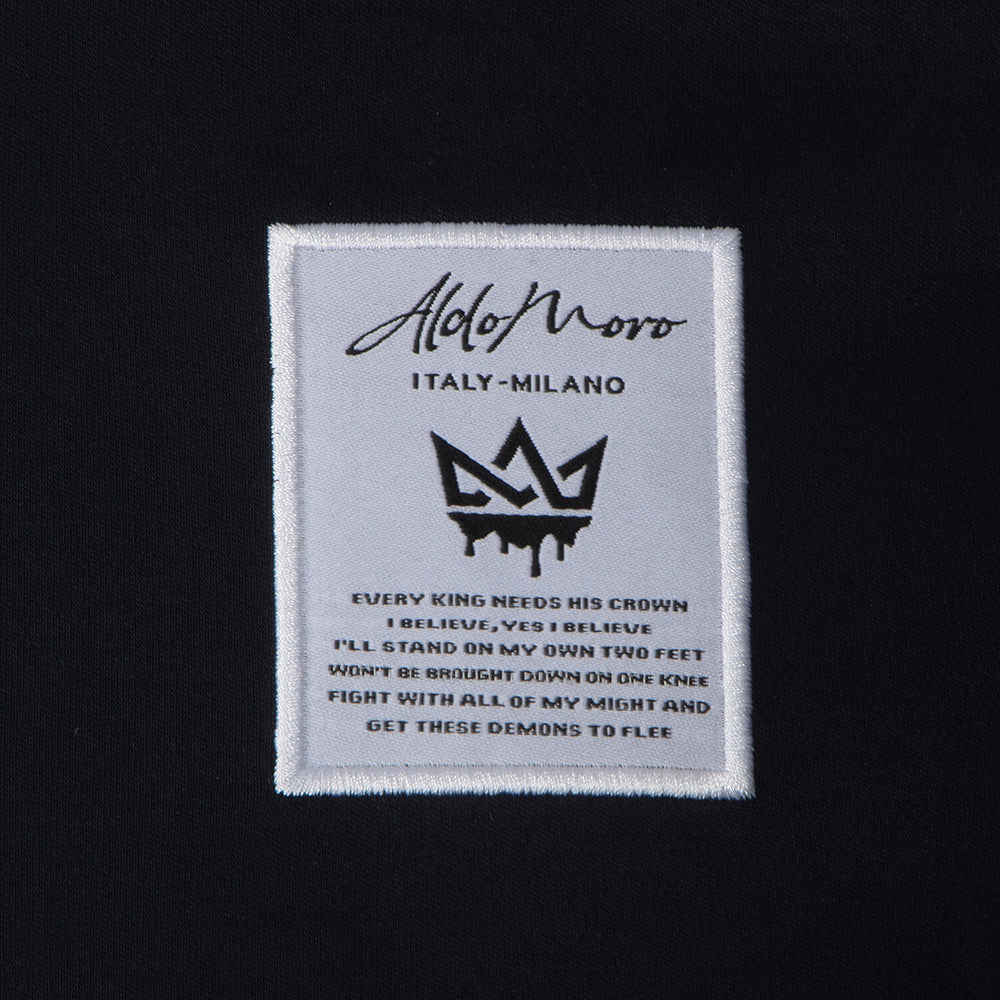 Aldo Moro
ITALY-MILANO
EVERY KING NEEDS HIS CROWN
I BELIEVE, YES I BELIEVE
I'LL STAND ON MY OWN TWO FEET
WON'T BE BROUGHT DOWN ON ONE KNEE
FIGHT WITH ALL OF MY MIGHT AND
GET THESE DEMONS TO FLEE